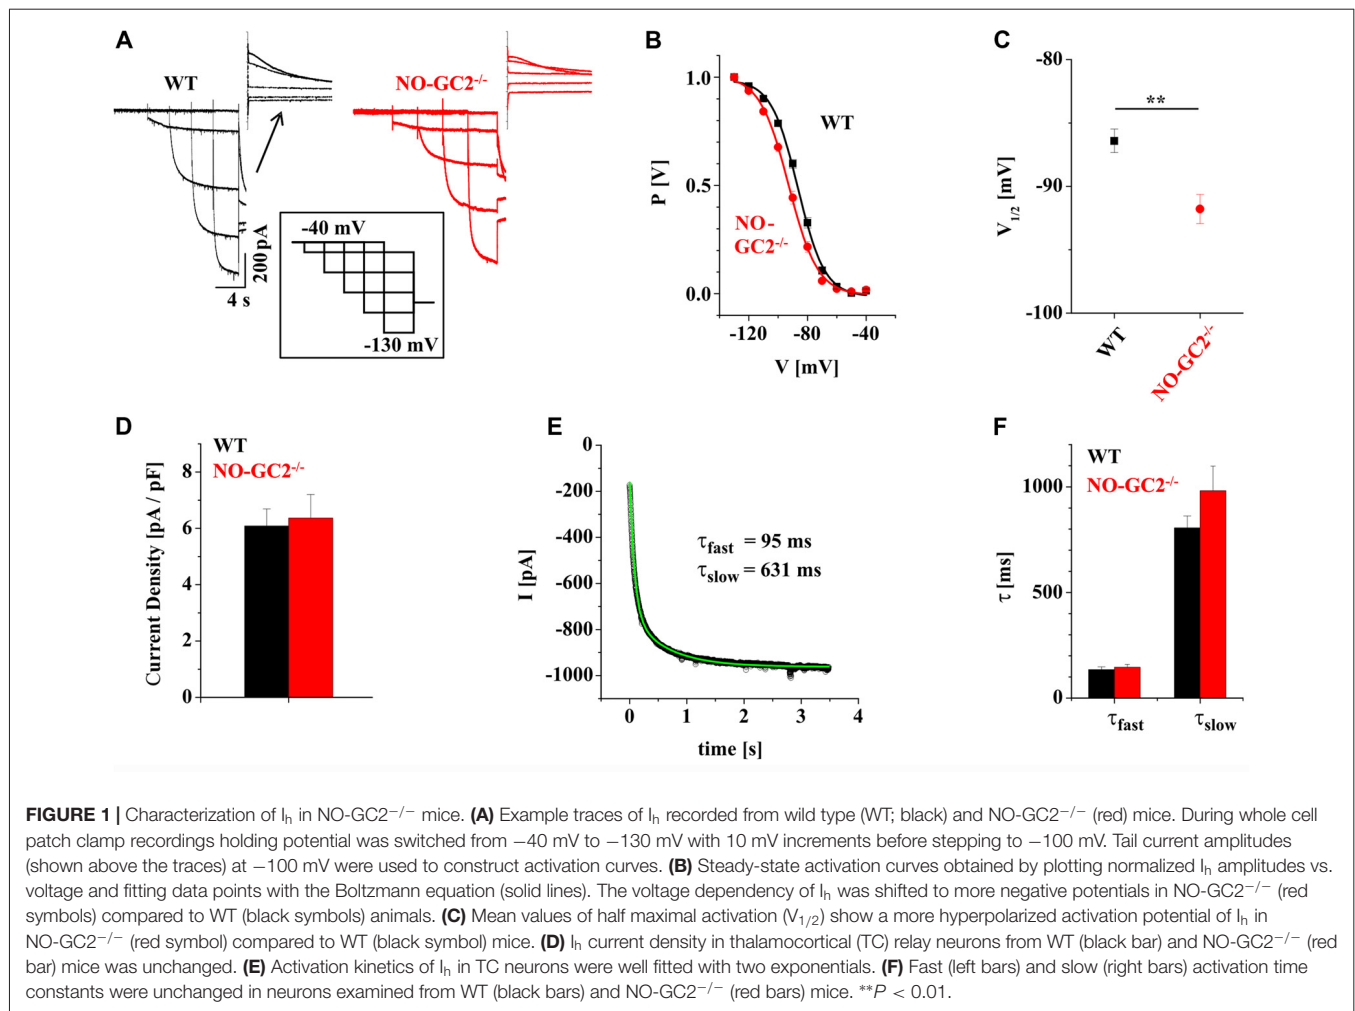 A
WT
NO-GC2-/-
200pA
4 s
-40 mV
-130 mV
B
1.0
0.5
0.0
P [V]
WT
NO-
GC2-/-
-120
-80
-40
V [mV]
C
-80
-90
-100
V1/2 [mV]
**
WT
NO-GC2-/-
D
WT
NO-GC2-/-
8
6
4
2
0
Current Density [pA / pF]
E
0
-200
-400
-600
-800
-1000
I [pA]
τfast = 95 ms
τslow = 631 ms
0
1
2
3
4
time [s]
F
WT
NO-GC2-/-
1000
500
0
τ [ms]
τfast
τslow
FIGURE 1 | Characterization of Ih in NO-GC2−/− mice. (A) Example traces of Ih recorded from wild type (WT; black) and NO-GC2−/− (red) mice. During whole cell
patch clamp recordings holding potential was switched from −40 mV to −130 mV with 10 mV increments before stepping to −100 mV. Tail current amplitudes
(shown above the traces) at −100 mV were used to construct activation curves. (B) Steady-state activation curves obtained by plotting normalized Ih amplitudes vs.
voltage and fitting data points with the Boltzmann equation (solid lines). The voltage dependency of Ih was shifted to more negative potentials in NO-GC2−/− (red
symbols) compared to WT (black symbols) animals. (C) Mean values of half maximal activation (V1/2) show a more hyperpolarized activation potential of Ih in
NO-GC2−/− (red symbol) compared to WT (black symbol) mice. (D) Ih current density in thalamocortical (TC) relay neurons from WT (black bar) and NO-GC2−/− (red
bar) mice was unchanged. (E) Activation kinetics of Ih in TC neurons were well fitted with two exponentials. (F) Fast (left bars) and slow (right bars) activation time
constants were unchanged in neurons examined from WT (black bars) and NO-GC2−/− (red bars) mice. **P < 0.01.